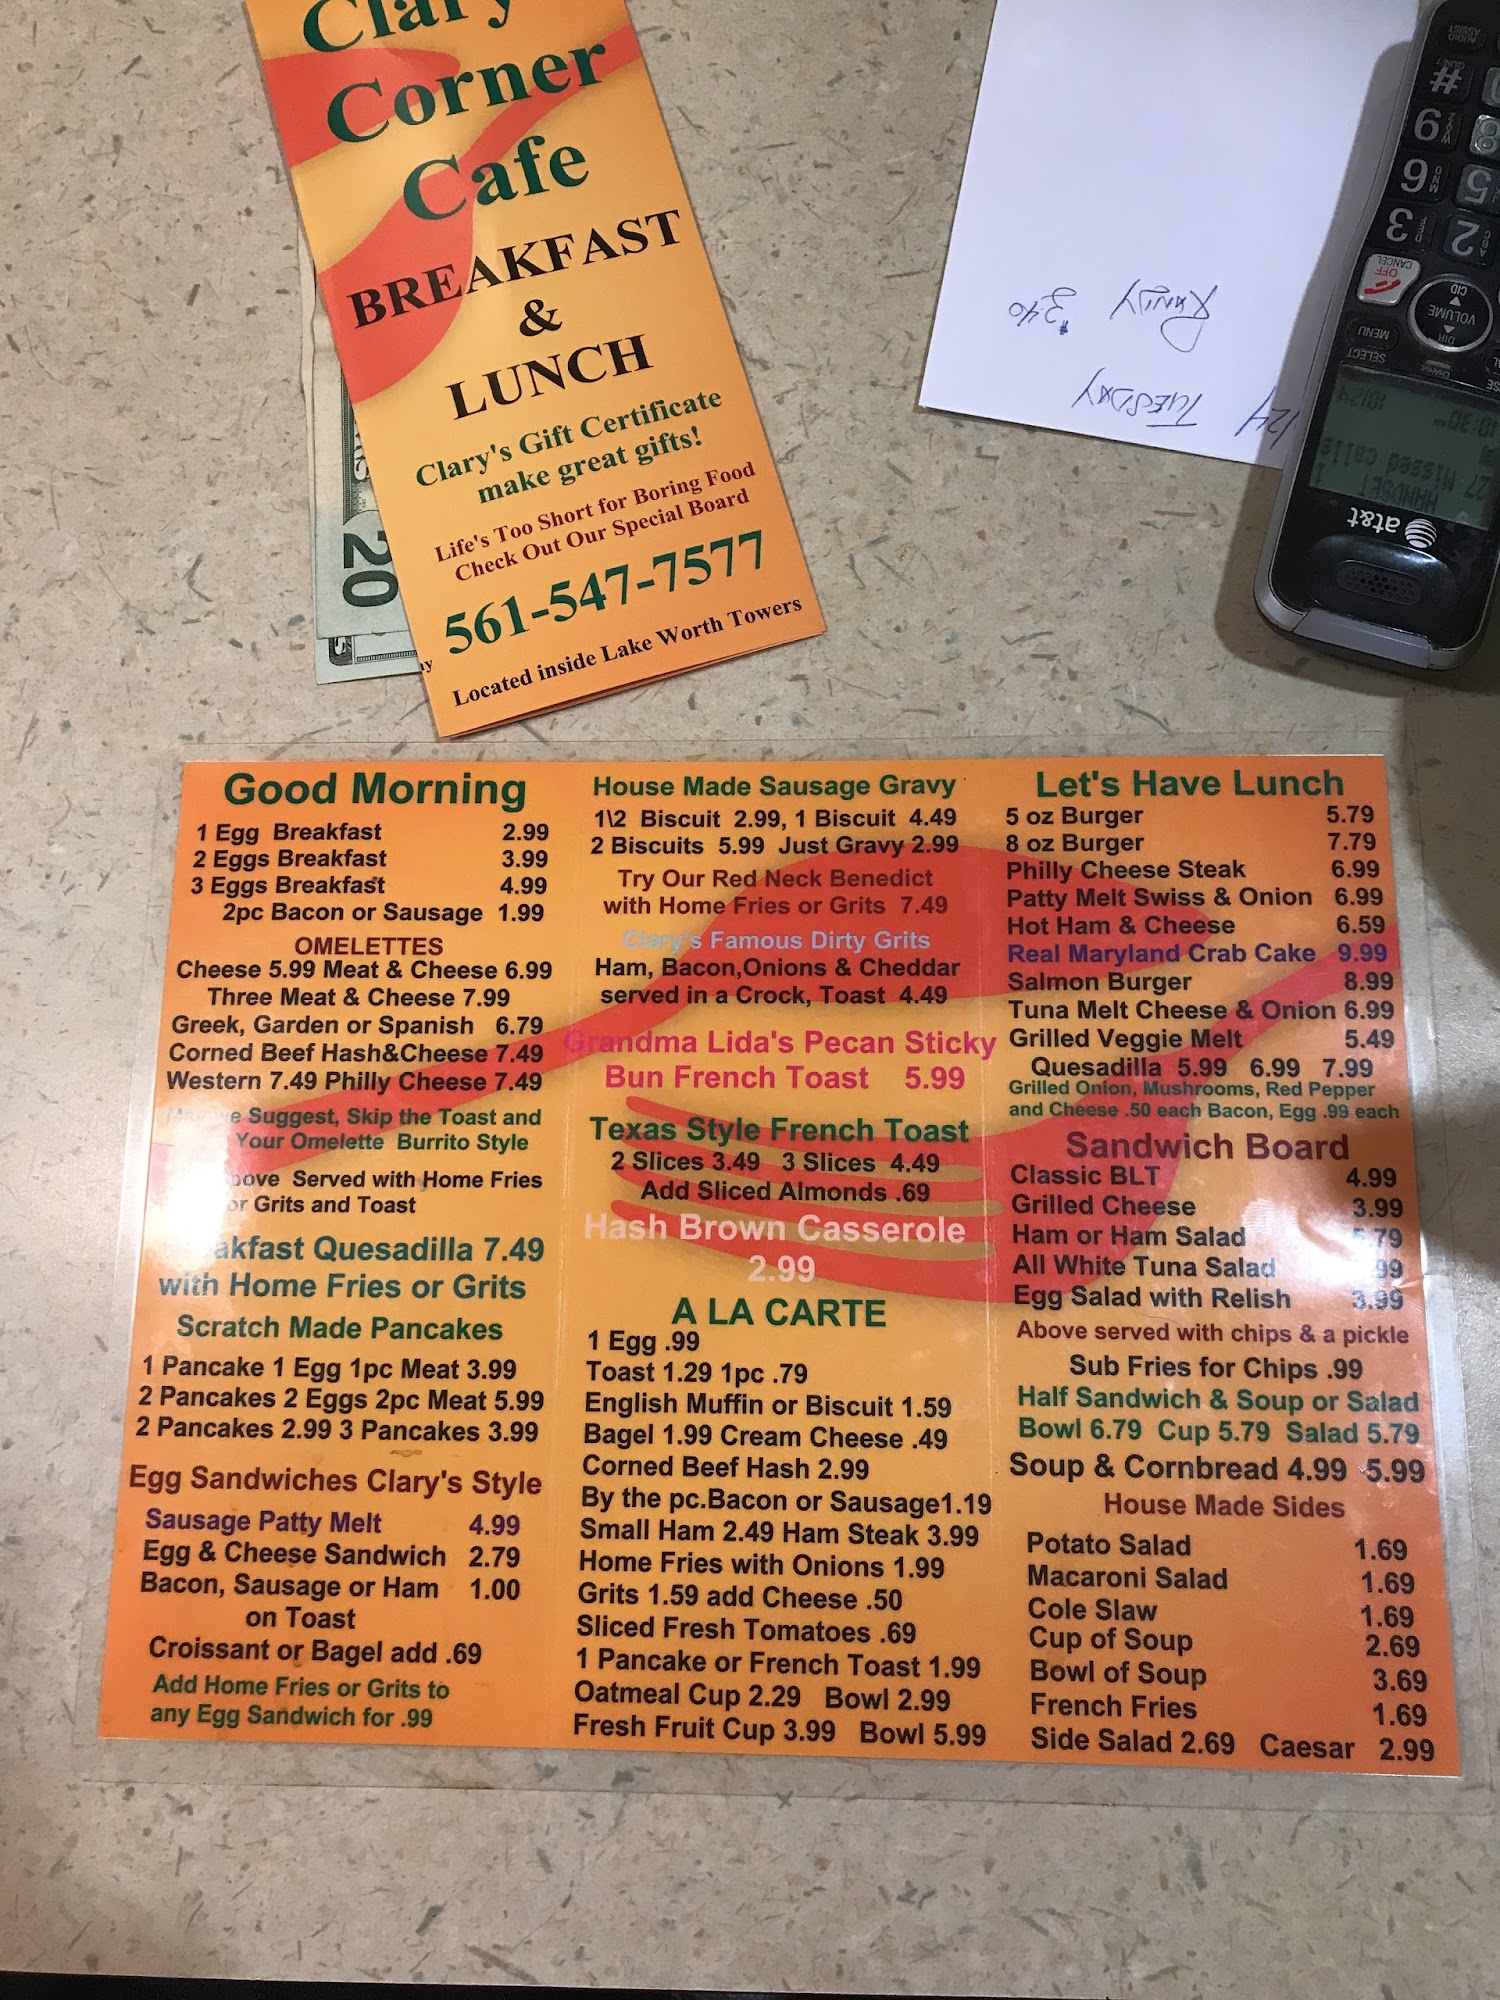 Clary
Corner
Cafe
BREAKFAST
&
LUNCH
Clary's Gift Certificate
make great gifts!
Life's Too Short for Boring Food
Check Out Our Special Board
561-547-7577
Located inside Lake Worth Towers
20
TUESDAY
RANDY
at&t
HANDSET 1
27 Missed calls
10:30 10/24
SELECT
MENU
DIR
VOLUME
CID
OFF
CANCEL
2 3
5 6
9
#
QUIET
AUDIO
ASSIST
Good Morning
1 Egg Breakfast 2.99
2 Eggs Breakfast 3.99
3 Eggs Breakfast 4.99
2pc Bacon or Sausage 1.99
OMELETTES
Cheese 5.99 Meat & Cheese 6.99
Three Meat & Cheese 7.99
Greek, Garden or Spanish 6.79
Corned Beef Hash&Cheese 7.49
Western 7.49 Philly Cheese 7.49
Suggest, Skip the Toast and
Your Omelette Burrito Style
Served with Home Fries
or Grits and Toast
Quesadilla 7.49
with Home Fries or Grits
Scratch Made Pancakes
1 Pancake 1 Egg 1pc Meat 3.99
2 Pancakes 2 Eggs 2pc Meat 5.99
2 Pancakes 2.99 3 Pancakes 3.99
Egg Sandwiches Clary's Style
Sausage Patty Melt 4.99
Egg & Cheese Sandwich 2.79
Bacon, Sausage or Ham 1.00
on Toast
Croissant or Bagel add .69
Add Home Fries or Grits to
any Egg Sandwich for .99
House Made Sausage Gravy
1\2 Biscuit 2.99, 1 Biscuit 4.49
2 Biscuits 5.99 Just Gravy 2.99
Try Our Red Neck Benedict
with Home Fries or Grits 7.49
Clary's Famous Dirty Grits
Ham, Bacon,Onions & Cheddar
served in a Crock, Toast 4.49
Grandma Lida's Pecan Sticky
Bun French Toast 5.99
Texas Style French Toast
2 Slices 3.49 3 Slices 4.49
Add Sliced Almonds .69
Hash Brown Casserole
2.99
A LA CARTE
1 Egg .99
Toast 1.29 1pc .79
English Muffin or Biscuit 1.59
Bagel 1.99 Cream Cheese .49
Corned Beef Hash 2.99
By the pc.Bacon or Sausage1.19
Small Ham 2.49 Ham Steak 3.99
Home Fries with Onions 1.99
Grits 1.59 add Cheese .50
Sliced Fresh Tomatoes .69
1 Pancake or French Toast 1.99
Oatmeal Cup 2.29 Bowl 2.99
Fresh Fruit Cup 3.99 Bowl 5.99
Let's Have Lunch
5 oz Burger 5.79
8 oz Burger 7.79
Philly Cheese Steak 6.99
Patty Melt Swiss & Onion 6.99
Hot Ham & Cheese 6.59
Real Maryland Crab Cake 9.99
Salmon Burger 8.99
Tuna Melt Cheese & Onion 6.99
Grilled Veggie Melt 5.49
Quesadilla 5.99 6.99 7.99
Grilled Onion, Mushrooms, Red Pepper
and Cheese .50 each Bacon, Egg .99 each
Sandwich Board
Classic BLT 4.99
Grilled Cheese 3.99
Ham or Ham Salad
All White Tuna Salad
Egg Salad with Relish 3.99
Above served with chips & a pickle
Sub Fries for Chips .99
Half Sandwich & Soup or Salad
Bowl 6.79 Cup 5.79 Salad 5.79
Soup & Cornbread 4.99 5.99
House Made Sides
Potato Salad 1.69
Macaroni Salad 1.69
Cole Slaw 1.69
Cup of Soup 2.69
Bowl of Soup 3.69
French Fries 1.69
Side Salad 2.69 Caesar 2.99